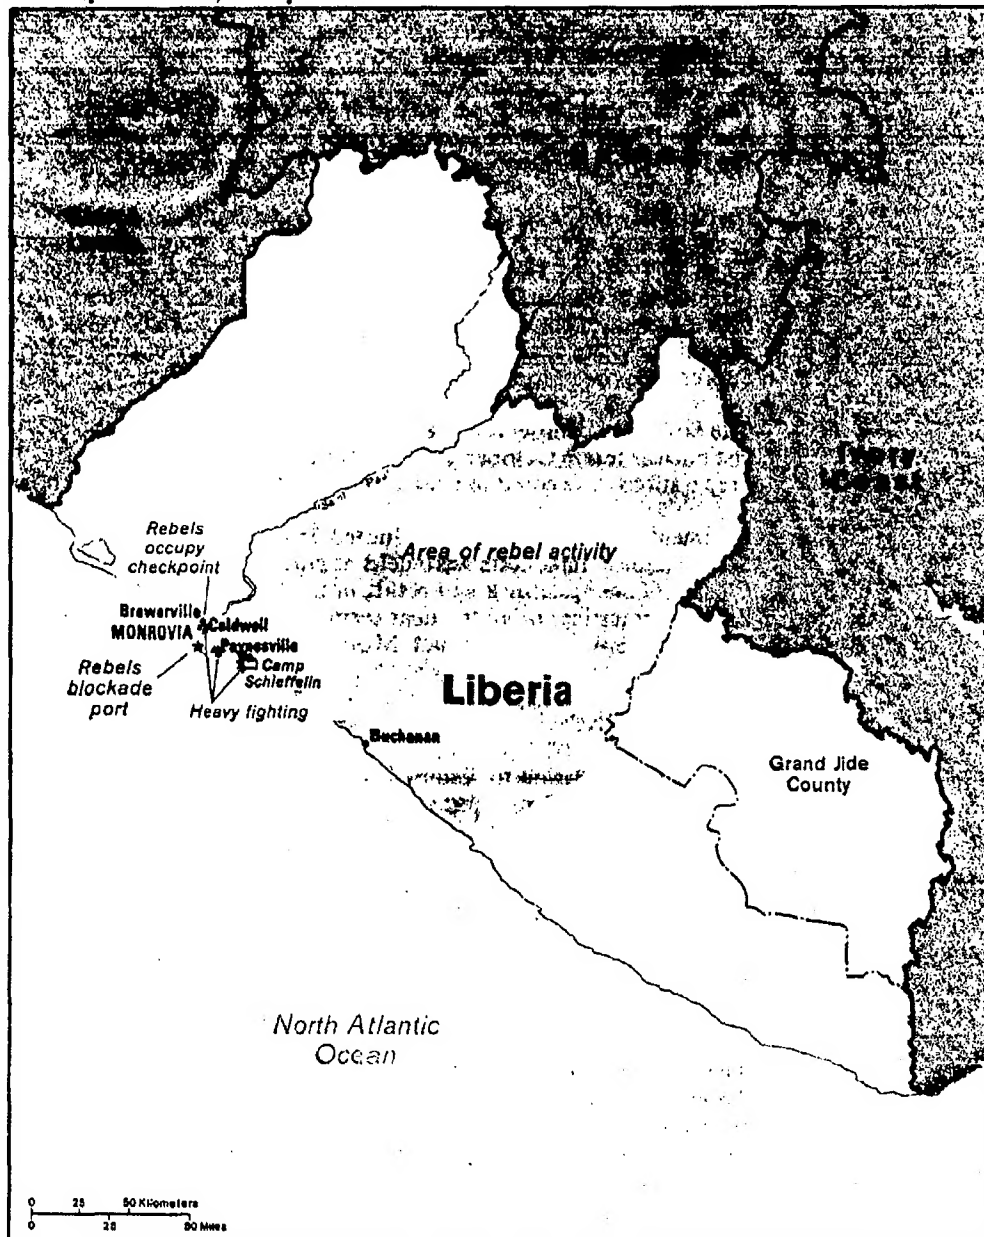 Ivory
Coast
Rebels
occupy
checkpoint
Area of rebel activity
Brewerville
Caldwell
MONROVIA
Paynesville
Camp
Schieffelin
Rebels
blockade
port
Heavy fighting
Liberia
Buchanan
Grand Jide
County
North Atlantic
Ocean
0 25 50 Kilometers
0 25 50 Miles